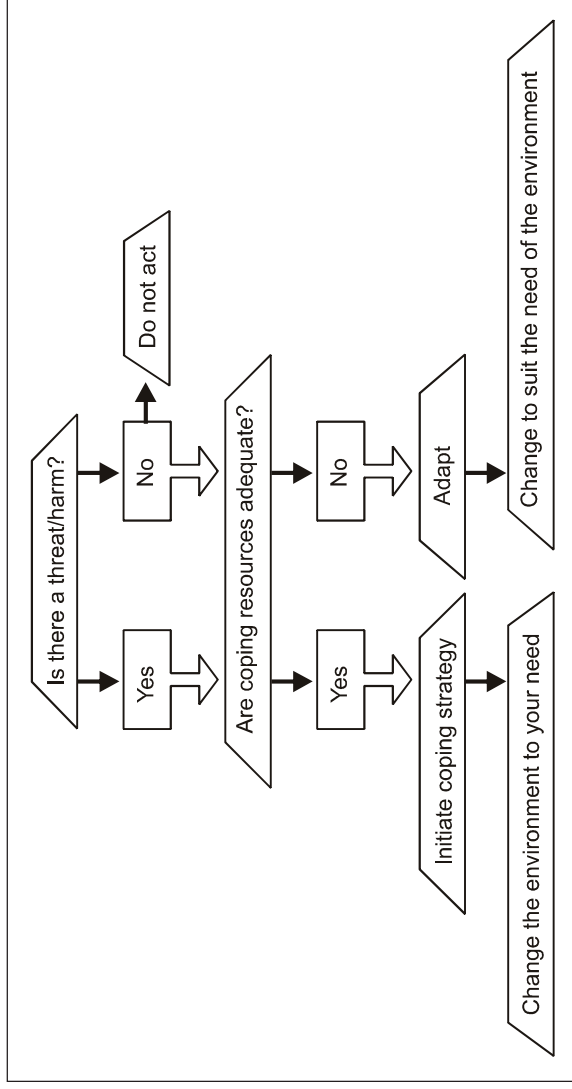 Is there a threat/harm?
Yes
No
Do not act
Are coping resources adequate?
Yes
No
Initiate coping strategy
Adapt
Change the environment to your need
Change to suit the need of the environment